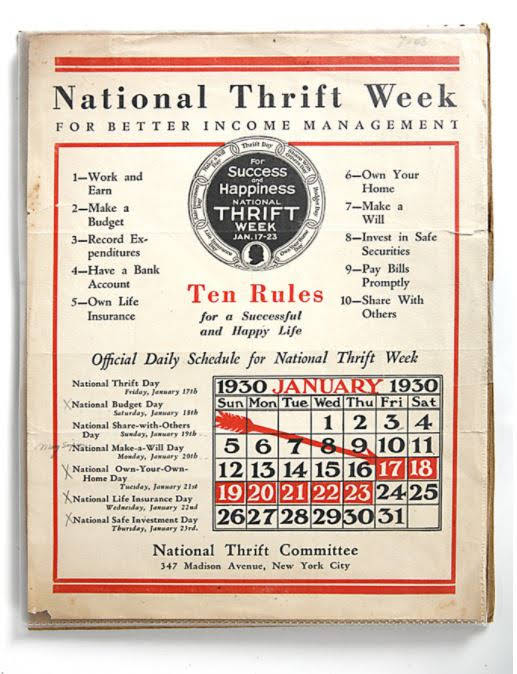 National Thrift Week
FOR BETTER INCOME MANAGEMENT
1—Work and
Earn
2—Make a
Budget
3—Record Ex-
penditures
4—Have a Bank
Account
5—Own Life
Insurance
Thrift Day
For
Success
and
Happiness
NATIONAL
THRIFT
WEEK
JAN. 17-23
6—Own Your
Home
7—Make a
Will
8—Invest in Safe
Securities
9—Pay Bills
Promptly
10—Share With
Others
Ten Rules
for a Successful
and Happy Life
Official Daily Schedule for National Thrift Week
National Thrift Day
Friday, January 17th
National Budget Day
Saturday, January 18th
National Share-with-Others
Day Sunday, January 19th
National Make-a-Will Day
Monday, January 20th
National Own-Your-Own-
Home Day
Tuesday, January 21st
National Life Insurance Day
Wednesday, January 22nd
National Safe Investment Day
Thursday, January 23rd.
1930 JANUARY 1930
Sun Mon Tue Wed Thu Fri Sat
1 2 3 4
5 6 7 8 9 10 11
12 13 14 15 16 17 18
19 20 21 22 23 24 25
26 27 28 29 30 31
National Thrift Committee
347 Madison Avenue, New York City